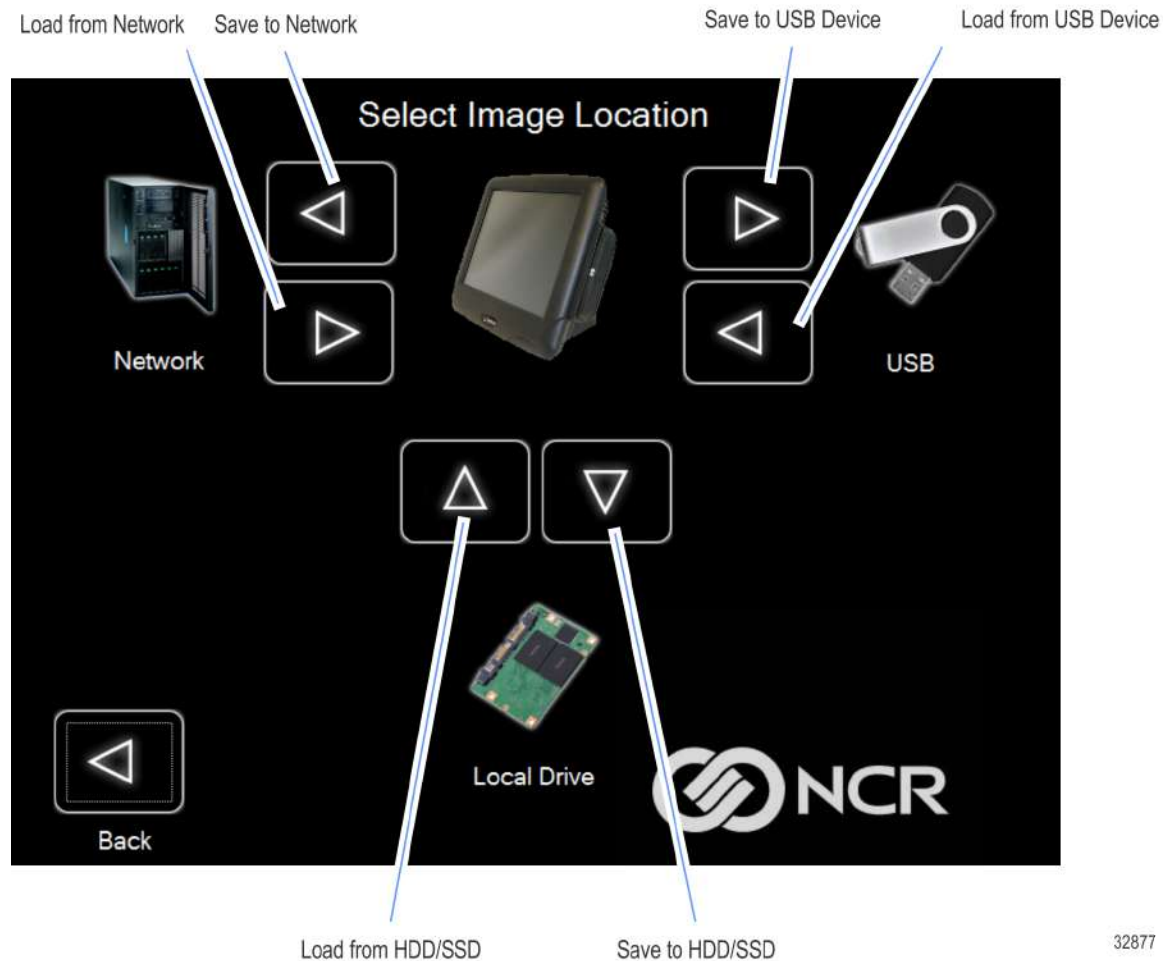 Load from Network
Save to Network
Save to USB Device
Load from USB Device
Select Image Location
Network
USB
Local Drive
NCR
Back
Load from HDD/SSD
Save to HDD/SSD
32877